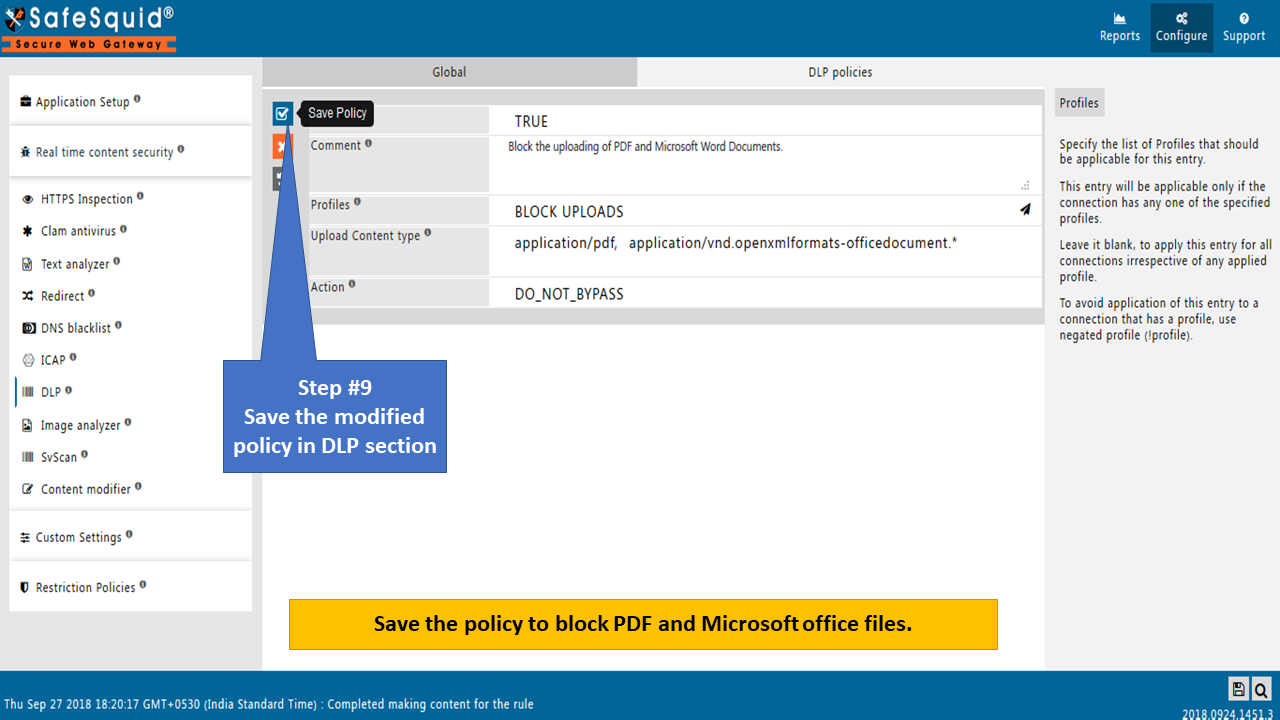 SafeSquid®
Secure Web Gateway
Reports
Configure
Support
Application Setup
Real time content security
HTTPS Inspection
Clam antivirus
Text analyzer
Redirect
DNS blacklist
ICAP
DLP
Image analyzer
SvScan
Content modifier
Custom Settings
Restriction Policies
Global
DLP policies
Save Policy
TRUE
Comment
Block the uploading of PDF and Microsoft Word Documents.
Profiles
BLOCK UPLOADS
Upload Content type
application/pdf, application/vnd.openxmlformats-officedocument.*
Action
DO_NOT_BYPASS
Step #9
Save the modified
policy in DLP section
Save the policy to block PDF and Microsoft office files.
Profiles
Specify the list of Profiles that should
be applicable for this entry.
This entry will be applicable only if the
connection has any one of the specified
profiles.
Leave it blank, to apply this entry for all
connections irrespective of any applied
profile.
To avoid application of this entry to a
connection that has a profile, use
negated profile (!profile).
Thu Sep 27 2018 18:20:17 GMT+0530 (India Standard Time) : Completed making content for the rule
2018.0924.1451.3